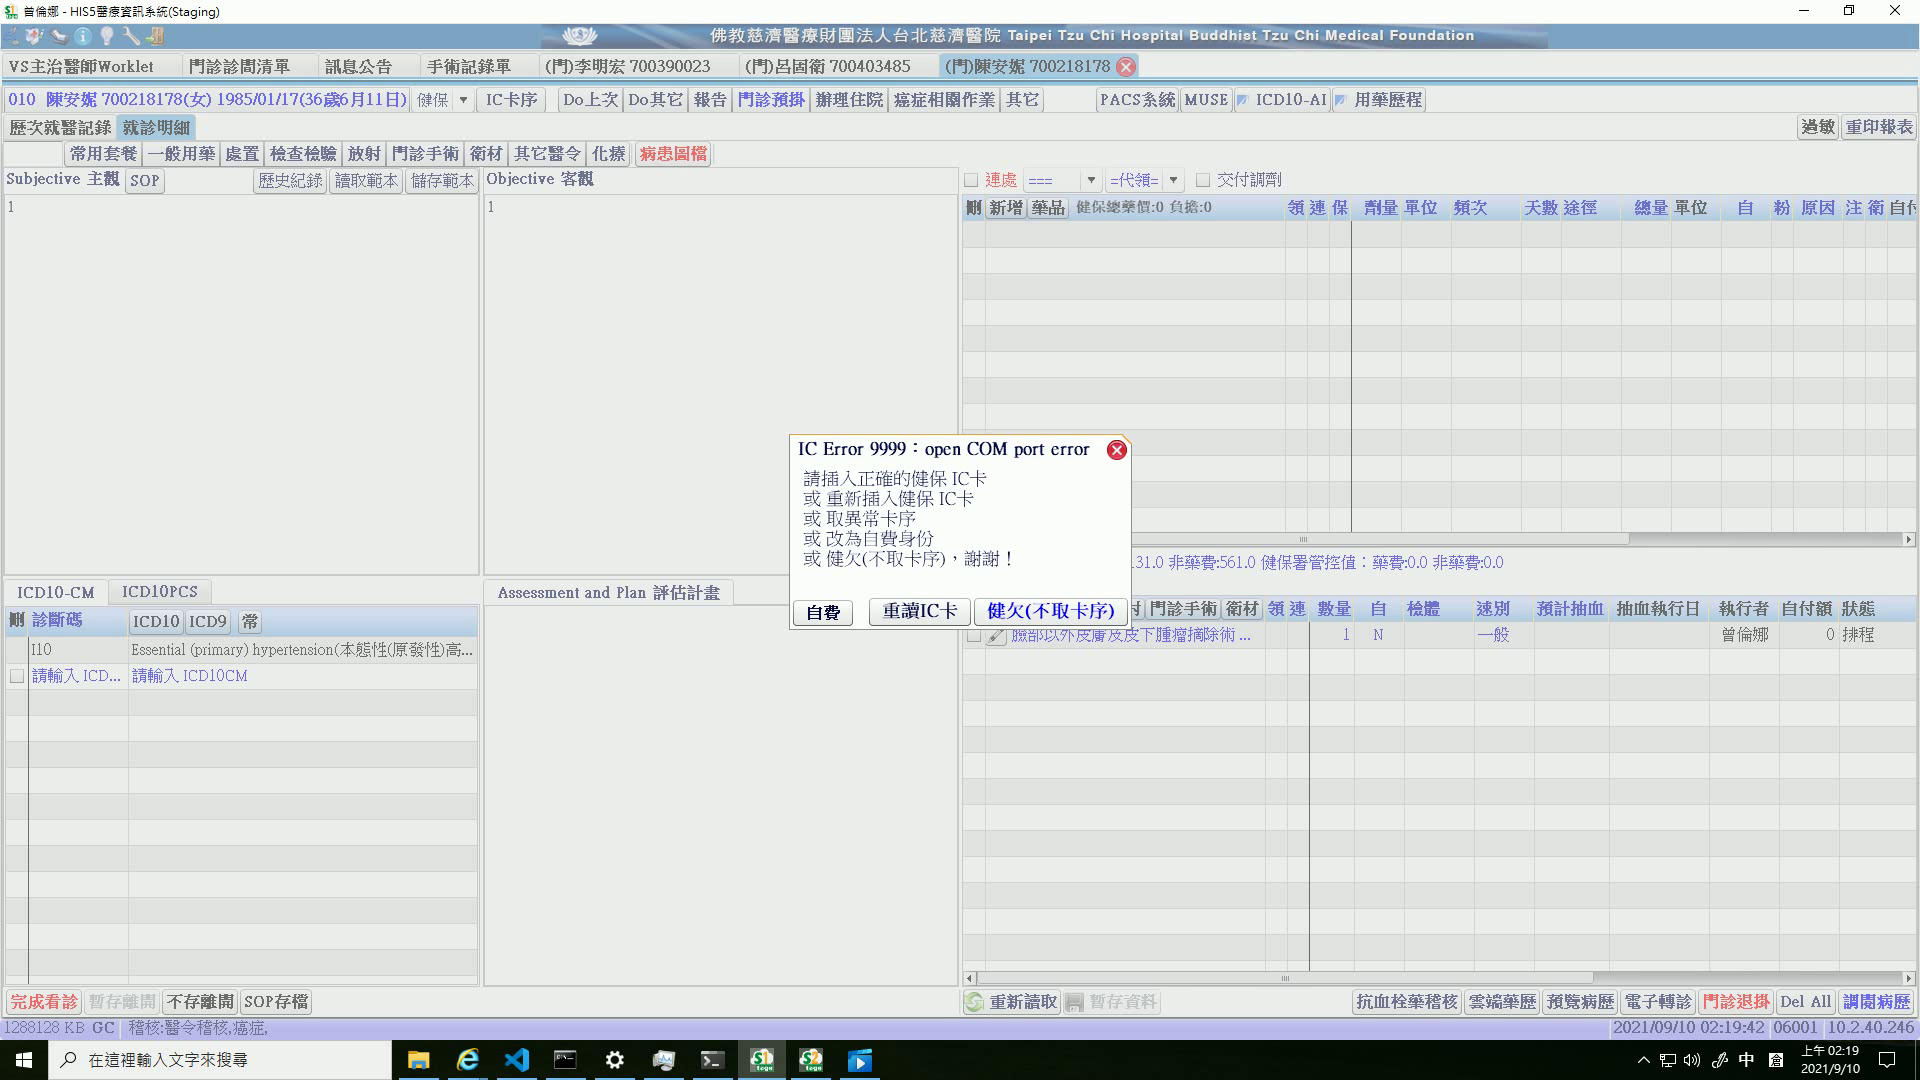 曾倫娜 - HIS5醫療資訊系統(Staging)
佛教慈濟醫療財團法人台北慈濟醫院 Taipei Tzu Chi Hospital Buddhist Tzu Chi Medical Foundation
VS主治醫師Worklet 門診診間清單 訊息公告 手術記錄單 (門)李明宏 700390023 (門)呂固衛 700403485 (門)陳安妮 700218178
010 陳安妮 700218178(女) 1985/01/17(36歲6月11日) 健保 IC卡序 Do上次 Do其它 報告 門診預掛 辦理住院 癌症相關作業 其它 PACS系統 MUSE ICD10-AI 用藥歷程
歷次就醫記錄 就診明細 過敏 重印報表
常用套餐 一般用藥 處置 檢查檢驗 放射 門診手術 衛材 其它醫令 化療 病患圖檔
Subjective 主觀 SOP 歷史紀錄 讀取範本 儲存範本 Objective 客觀 連處 === =代領= 交付調劑
1 1 刪 新增 藥品 健保總藥價:0 負擔:0 領 連 保 劑量 單位 頻次 天數 途徑 總量 單位 自 粉 原因 注 衛 自付
IC Error 9999：open COM port error
請插入正確的健保 IC卡
或 重新插入健保 IC卡
或 取異常卡序
或 改為自費身份
或 健欠(不取卡序)，謝謝！
自費 重讀IC卡 健欠(不取卡序)
31.0 非藥費:561.0 健保署管控值：藥費:0.0 非藥費:0.0
ICD10-CM ICD10PCS Assessment and Plan 評估計畫
刪 診斷碼 ICD10 ICD9 常 門診手術 衛材 領 連 數量 自 檢體 速別 預計抽血 抽血執行日 執行者 自付額 狀態
I10 Essential (primary) hypertension(本態性(原發性)高... 臉部以外皮膚及皮下腫瘤摘除術 ... 1 N 一般 曾倫娜 0 排程
請輸入 ICD... 請輸入 ICD10CM
完成看診 暫存離開 不存離開 SOP存檔 重新讀取 暫存資料 抗血栓藥稽核 雲端藥歷 預覽病歷 電子轉診 門診退掛 Del All 調閱病歷
1288128 KB GC 稽核:醫令稽核,癌症, 2021/09/10 02:19:42 06001 10.2.40.246
在這裡輸入文字來搜尋 中 上午 02:19
2021/9/10